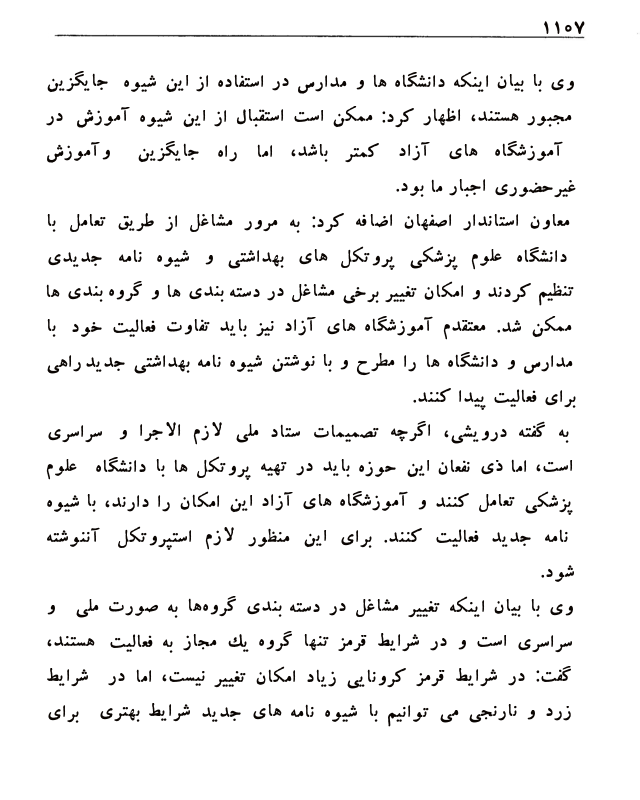 ۱۱۰۷
وی با بیان اینکه دانشگاه ها و مدارس در استفاده از این شیوه جایگزین
مجبور هستند، اظهار کرد: ممکن است استقبال از این شیوه آموزش در
آموزشگاه های آزاد کمتر باشد، اما راه جایگزین وآموزش
غیرحضوری اجبار ما بود.
معاون استاندار اصفهان اضافه کرد: به مرور مشاغل از طریق تعامل با
دانشگاه علوم پزشکی پروتکل های بهداشتی و شیوه نامه جدیدی
تنظیم کردند و امکان تغییر برخی مشاغل در دسته بندی ها و گروه بندی ها
ممکن شد. معتقدم آموزشگاه های آزاد نیز باید تفاوت فعالیت خود با
مدارس و دانشگاه ها را مطرح و با نوشتن شیوه نامه بهداشتی جدید راهی
برای فعالیت پیدا کنند.
به گفته درویشی، اگرچه تصمیمات ستاد ملی لازم الاجرا و سراسری
است، اما ذی نفعان این حوزه باید در تهیه پروتکل ها با دانشگاه علوم
پزشکی تعامل کنند و آموزشگاه های آزاد این امکان را دارند، با شیوه
نامه جدید فعالیت کنند. برای این منظور لازم استپروتکل آننوشته
شود.
وی با بیان اینکه تغییر مشاغل در دسته بندی گروه‌ها به صورت ملی و
سراسری است و در شرایط قرمز تنها گروه یك مجاز به فعالیت هستند،
گفت: در شرایط قرمز کرونایی زیاد امکان تغییر نیست، اما در شرایط
زرد و نارنجی می توانیم با شیوه نامه های جدید شرایط بهتری برای